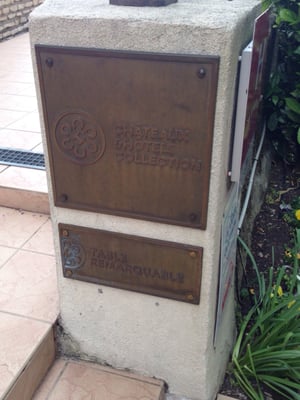 CHATEAUX
&HOTELS
COLLECTION
TABLE
REMARQUABLE